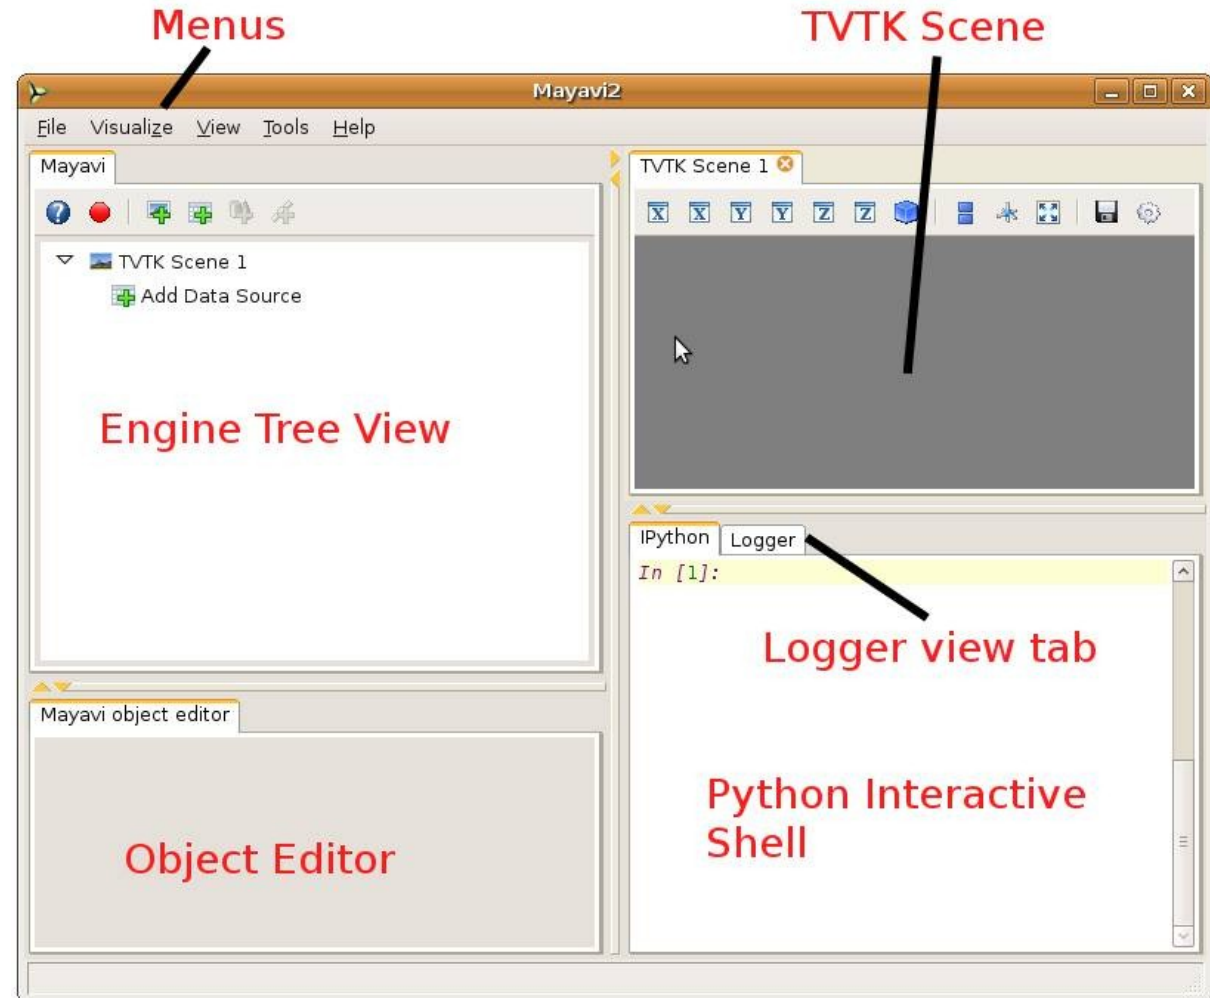 Menus
TVTK Scene
Mayavi2
File Visualize View Tools Help
Mayavi
TVTK Scene 1
X X Y Y Z Z
TVTK Scene 1
Add Data Source
Engine Tree View
IPython Logger
In [1]:
Logger view tab
Mayavi object editor
Python Interactive
Shell
Object Editor